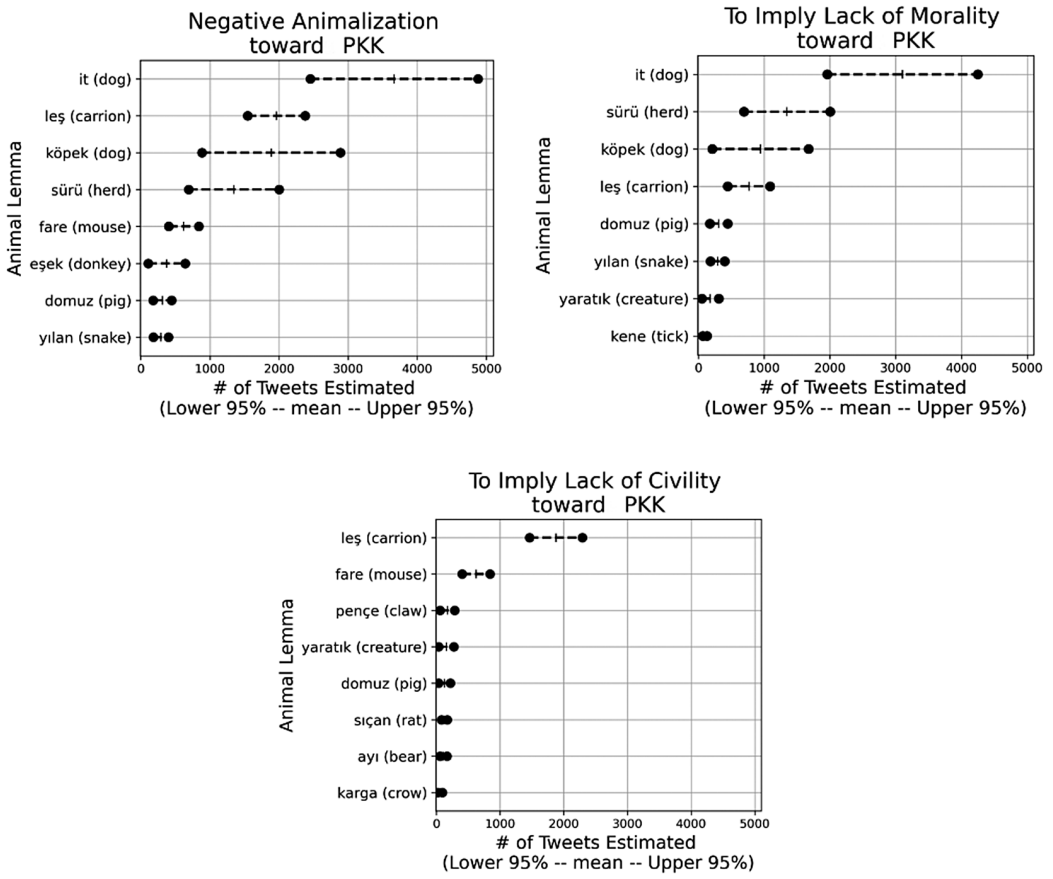 Negative Animalization
toward PKK
Animal Lemma
it (dog)
leş (carrion)
köpek (dog)
sürü (herd)
fare (mouse)
eşek (donkey)
domuz (pig)
yılan (snake)
0 1000 2000 3000 4000 5000
# of Tweets Estimated
(Lower 95% -- mean -- Upper 95%)
To Imply Lack of Morality
toward PKK
Animal Lemma
it (dog)
sürü (herd)
köpek (dog)
leş (carrion)
domuz (pig)
yılan (snake)
yaratık (creature)
kene (tick)
0 1000 2000 3000 4000 5000
# of Tweets Estimated
(Lower 95% -- mean -- Upper 95%)
To Imply Lack of Civility
toward PKK
Animal Lemma
leş (carrion)
fare (mouse)
pençe (claw)
yaratık (creature)
domuz (pig)
sıçan (rat)
ayı (bear)
karga (crow)
0 1000 2000 3000 4000 5000
# of Tweets Estimated
(Lower 95% -- mean -- Upper 95%)